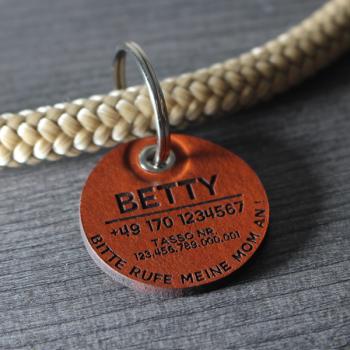 BETTY
+49 170 1234567
TASSO NR.
123.456.789.000.001
BITTE RUFE MEINE MOM AN!